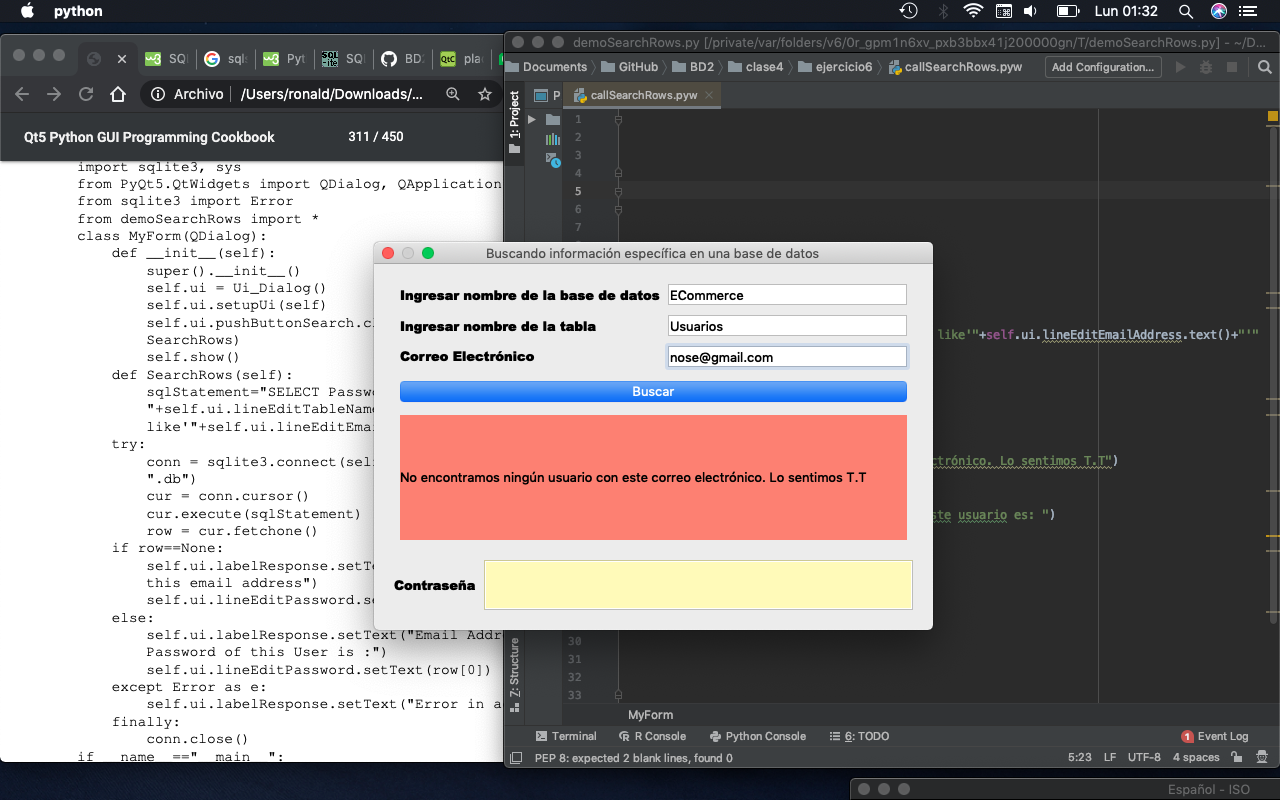 python
Lun 01:32
SQ
sql
Pyt
SQ
BD
pla
Archivo
/Users/ronald/Downloads/...
Qt5 Python GUI Programming Cookbook
311 / 450
import sqlite3, sys
from PyQt5.QtWidgets import QDialog, QApplication
from sqlite3 import Error
from demoSearchRows import *
class MyForm(QDialog):
def __init__(self):
super().__init__()
self.ui = Ui_Dialog()
self.ui.setupUi(self)
self.ui.pushButtonSearch.c
SearchRows)
self.show()
def SearchRows(self):
sqlStatement="SELECT Passw
"+self.ui.lineEditTableName
like'"+self.ui.lineEditEmai
try:
conn = sqlite3.connect(sel
".db")
cur = conn.cursor()
cur.execute(sqlStatement)
row = cur.fetchone()
if row==None:
self.ui.labelResponse.setT
this email address")
self.ui.lineEditPassword.se
else:
self.ui.labelResponse.setText("Email Addr
Password of this User is :")
self.ui.lineEditPassword.setText(row[0])
except Error as e:
self.ui.labelResponse.setText("Error in a
finally:
conn.close()
if __name__=="__main__":
demoSearchRows.py [/private/var/folders/v6/0r_gpm1n6xv_pxb3bbx41j200000gn/T/demoSearchRows.py] - ~/D...
Documents
GitHub
BD2
clase4
ejercicio6
callSearchRows.pyw
Add Configuration...
1: Project
P
callSearchRows.pyw
1
2
3
4
5
6
7
8
like'"+self.ui.lineEditEmailAddress.text()+"'"
ctrónico. Lo sentimos T.T")
ste usuario es: ")
30
31
32
33
Z: Structure
MyForm
Terminal
R Console
Python Console
6: TODO
1 Event Log
PEP 8: expected 2 blank lines, found 0
5:23
LF
UTF-8
4 spaces
Buscando información específica en una base de datos
Ingresar nombre de la base de datos
ECommerce
Ingresar nombre de la tabla
Usuarios
Correo Electrónico
nose@gmail.com
Buscar
No encontramos ningún usuario con este correo electrónico. Lo sentimos T.T
Contraseña
Español - ISO